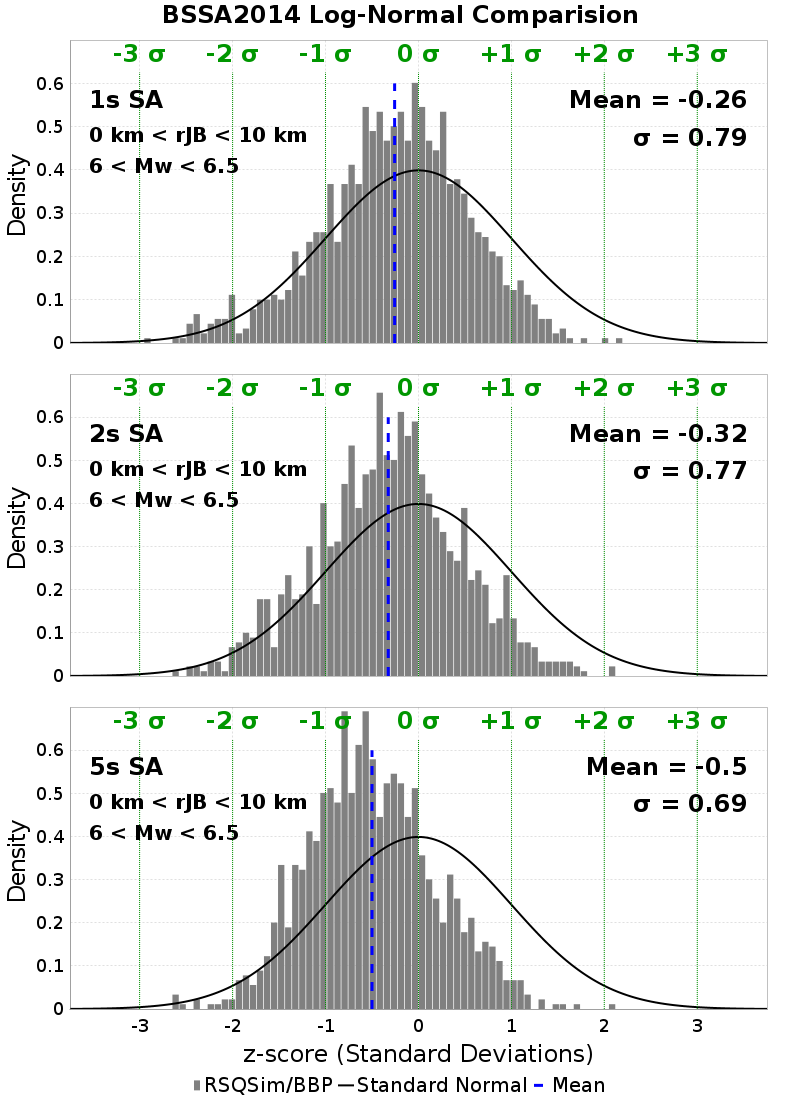 BSSA2014 Log-Normal Comparision
-3 σ -2 σ -1 σ 0 σ +1 σ +2 σ +3 σ
1s SA
0 km < rJB < 10 km
6 < Mw < 6.5
Mean = -0.26
σ = 0.79
0.6
0.5
0.4
0.3
0.2
0.1
0
Density
-3 σ -2 σ -1 σ 0 σ +1 σ +2 σ +3 σ
2s SA
0 km < rJB < 10 km
6 < Mw < 6.5
Mean = -0.32
σ = 0.77
0.6
0.5
0.4
0.3
0.2
0.1
0
Density
-3 σ -2 σ -1 σ 0 σ +1 σ +2 σ +3 σ
5s SA
0 km < rJB < 10 km
6 < Mw < 6.5
Mean = -0.5
σ = 0.69
0.6
0.5
0.4
0.3
0.2
0.1
0
Density
-3 -2 -1 0 1 2 3
z-score (Standard Deviations)
RSQSim/BBP Standard Normal Mean